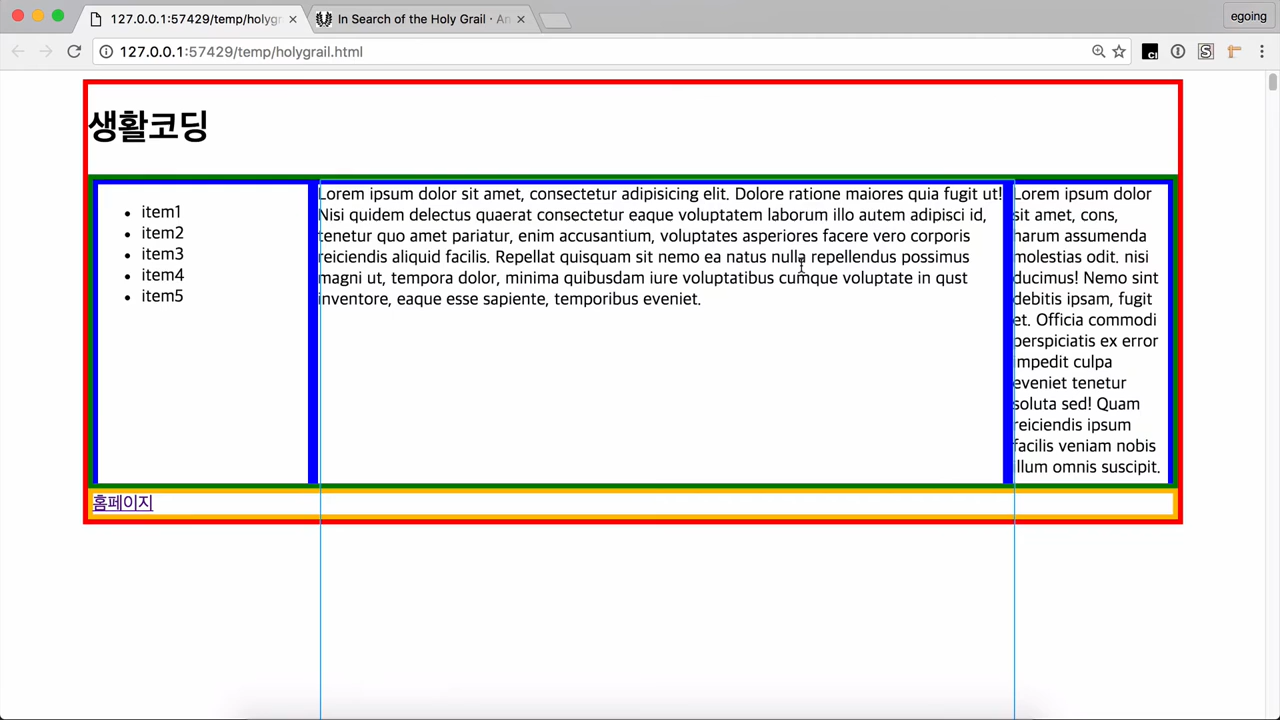 127.0.0.1:57429/temp/holygr
In Search of the Holy Grail · An
egoing
127.0.0.1:57429/temp/holygrail.html
생활코딩
item1
item2
item3
item4
item5
Lorem ipsum dolor sit amet, consectetur adipisicing elit. Dolore ratione maiores quia fugit ut!
Nisi quidem delectus quaerat consectetur eaque voluptatem laborum illo autem adipisci id,
tenetur quo amet pariatur, enim accusantium, voluptates asperiores facere vero corporis
reiciendis aliquid facilis. Repellat quisquam sit nemo ea natus nulla repellendus possimus
magni ut, tempora dolor, minima quibusdam iure voluptatibus cumque voluptate in qust
inventore, eaque esse sapiente, temporibus eveniet.
Lorem ipsum dolor
sit amet, cons,
harum assumenda
molestias odit. nisi
ducimus! Nemo sint
debitis ipsam, fugit
et. Officia commodi
perspiciatis ex error
impedit culpa
eveniet tenetur
soluta sed! Quam
reiciendis ipsum
facilis veniam nobis
illum omnis suscipit.
홈페이지